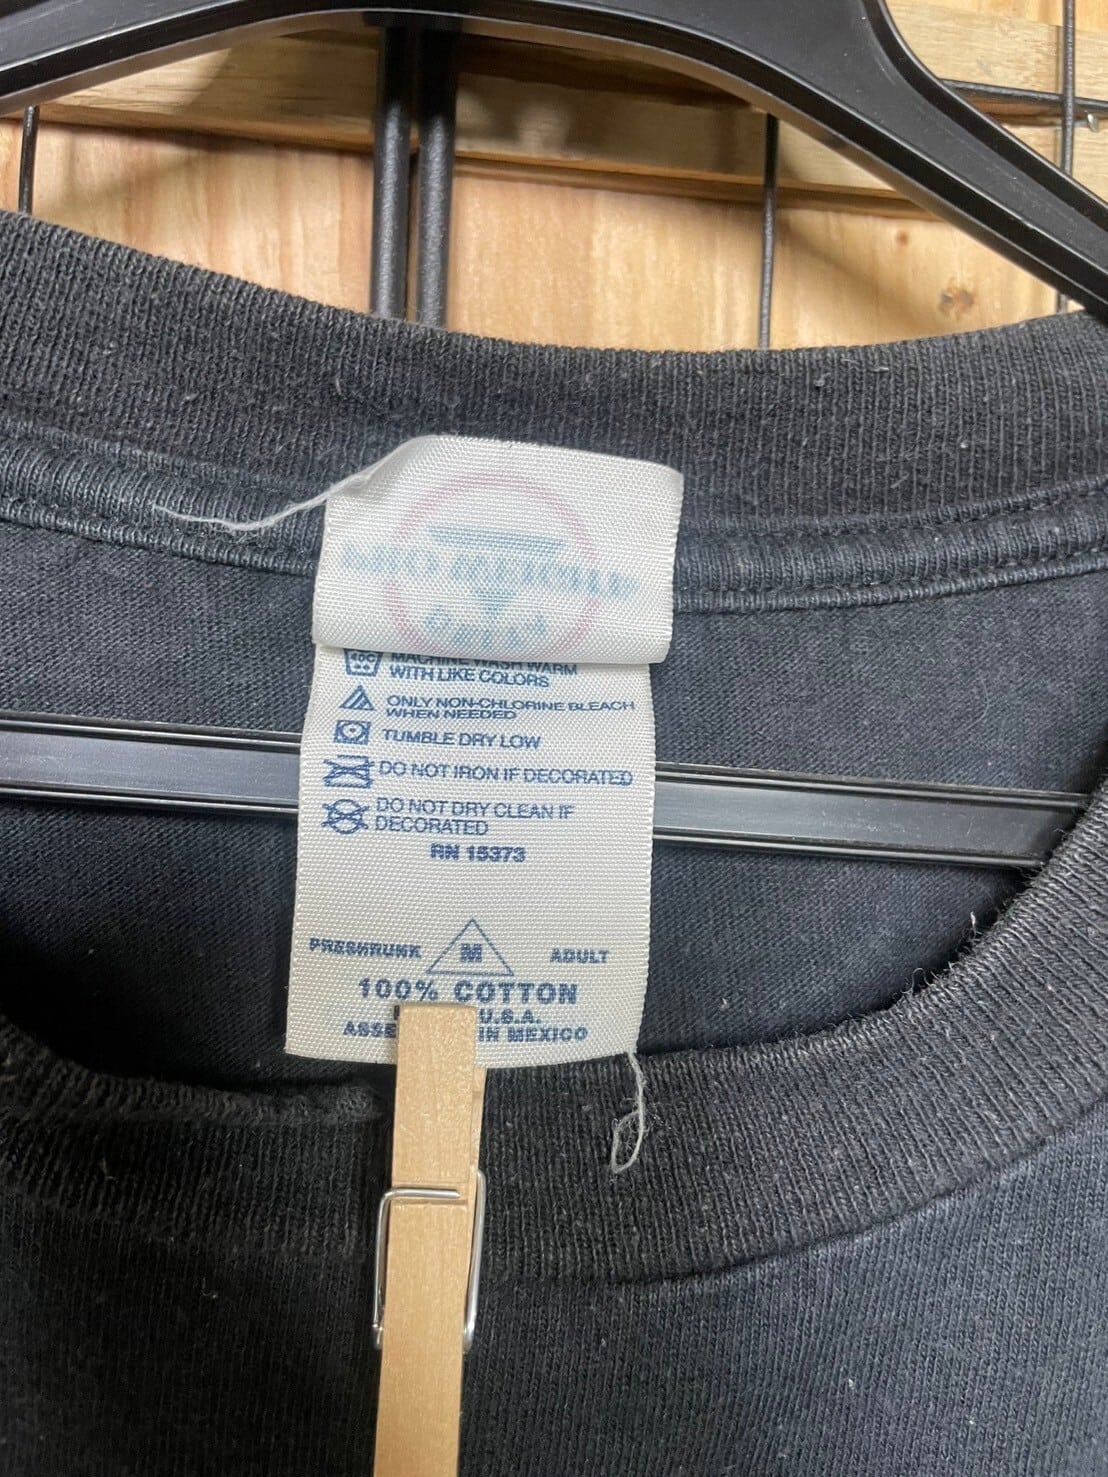 40C
MACHINE WASH WARM
WITH LIKE COLORS
ONLY NON-CHLORINE BLEACH
WHEN NEEDED
TUMBLE DRY LOW
DO NOT IRON IF DECORATED
DO NOT DRY CLEAN IF
DECORATED
RN 15373
PRESHRUNK M ADULT
100% COTTON
U.S.A.
IN MEXICO